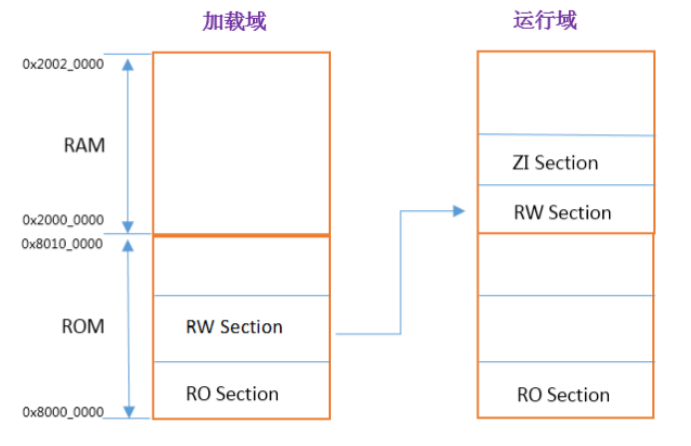 加载域
运行域
0x2002_0000
RAM
ZI Section
RW Section
0x2000_0000
0x8010_0000
ROM
RW Section
RO Section
RO Section
0x8000_0000